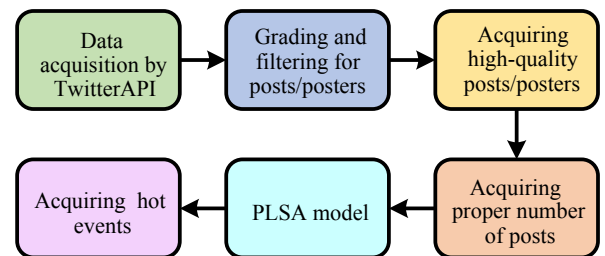 Data
acquisition by
TwitterAPI
Grading and
filtering for
posts/posters
Acquiring
high-quality
posts/posters
Acquiring hot
events
PLSA model
Acquiring
proper number
of posts